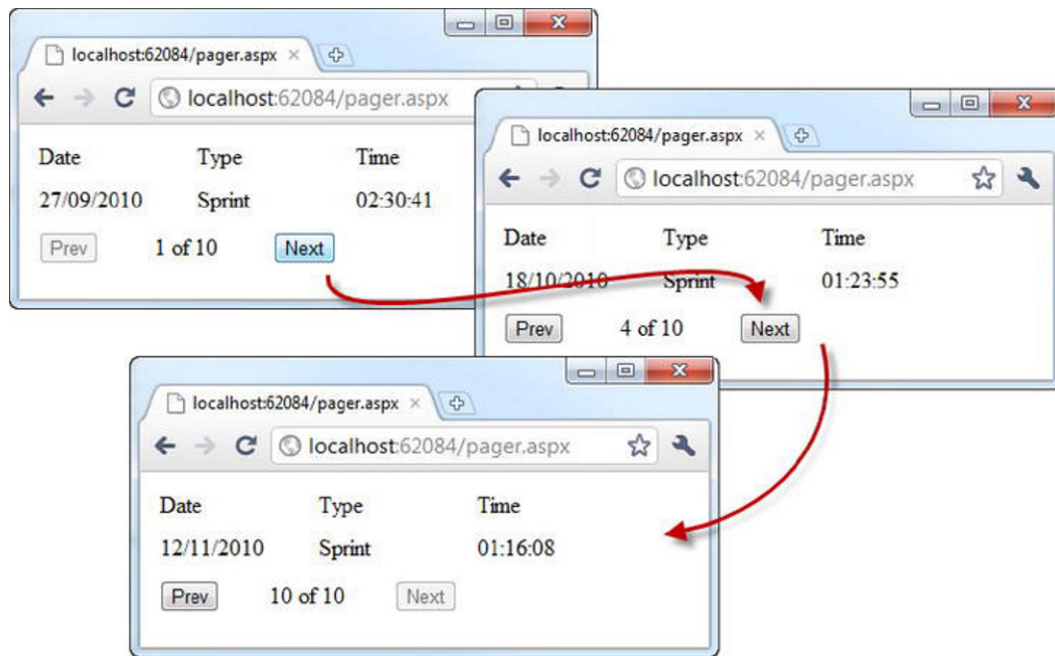 localhost:62084/pager.aspx
localhost:62084/pager.aspx
Date Type Time
27/09/2010 Sprint 02:30:41
Prev 1 of 10 Next
localhost:62084/pager.aspx
localhost:62084/pager.aspx
Date Type Time
18/10/2010 Sprint 01:23:55
Prev 4 of 10 Next
localhost:62084/pager.aspx
localhost:62084/pager.aspx
Date Type Time
12/11/2010 Sprint 01:16:08
Prev 10 of 10 Next